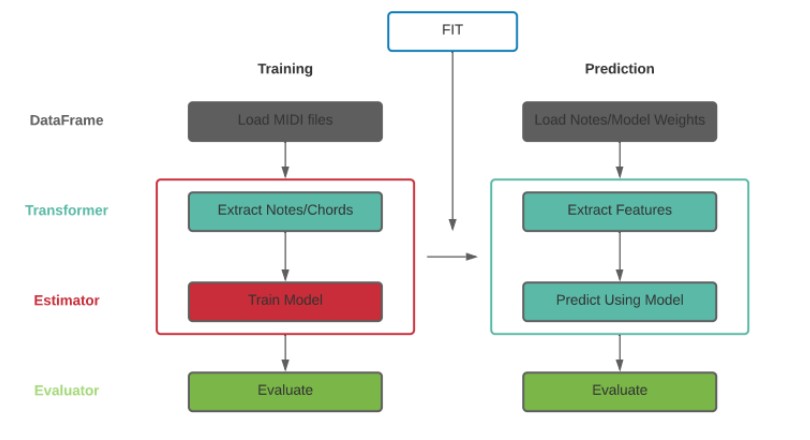 FIT
Training
Prediction
DataFrame
Load MIDI files
Load Notes/Model Weights
Transformer
Extract Notes/Chords
Extract Features
Estimator
Train Model
Predict Using Model
Evaluator
Evaluate
Evaluate